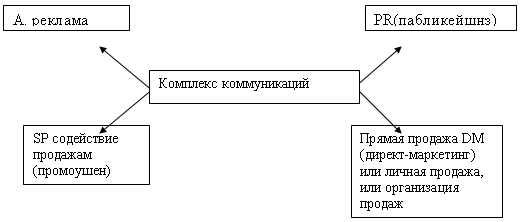 А. реклама
PR(пабликейшнз)
Комплекс коммуникаций
SP содействие
продажам
(промоушен)
Прямая продажа DM
(директ-маркетинг)
или личная продажа,
или организация
продаж